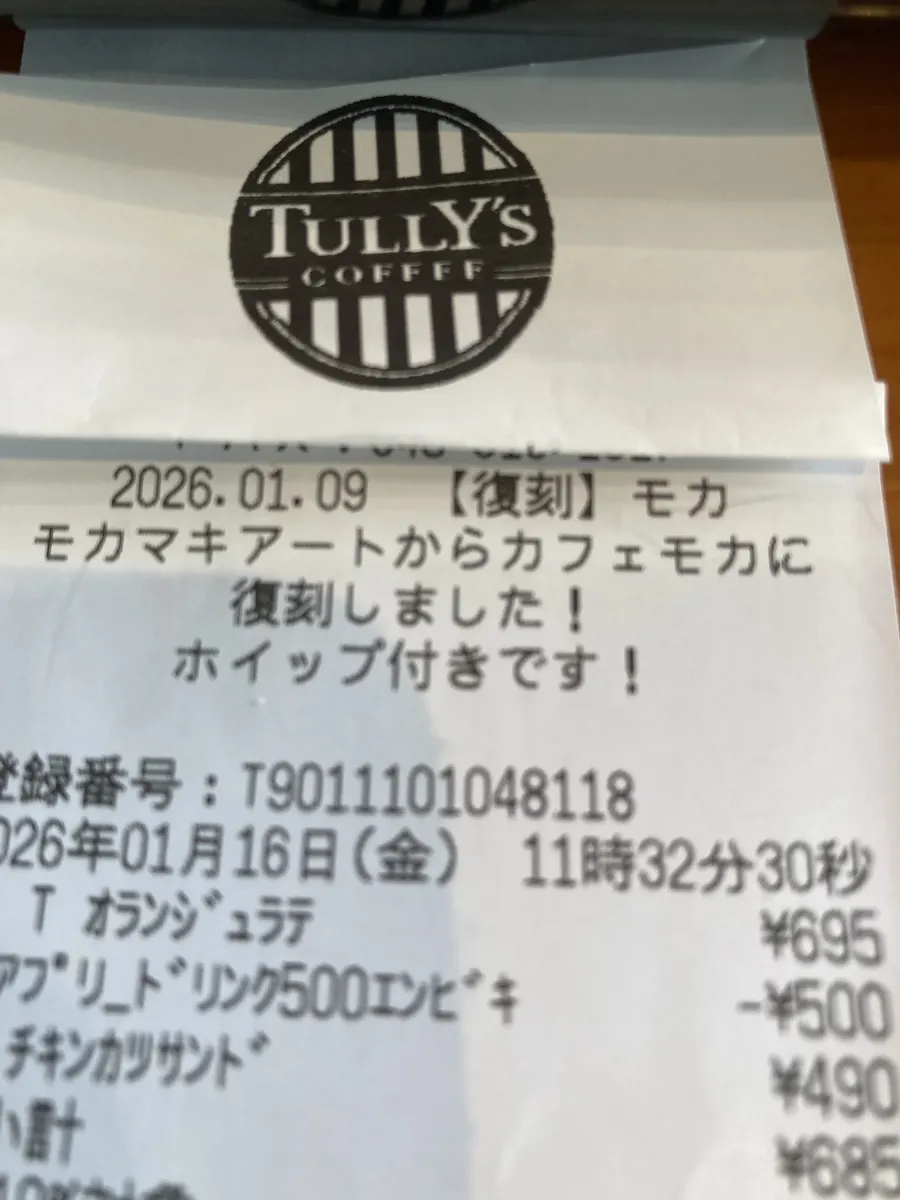 TULLY'S
COFFEE
2026.01.09 【復刻】モカ
モカマキアートからカフェモカに
復刻しました！
ホイップ付きです！
登録番号：T9011101048118
026年01月16日(金) 11時32分30秒
T オランジュラテ ¥695
アプリ_ドリンク500エンビキ -¥500
チキンカツサンド ¥490
小計 ¥685